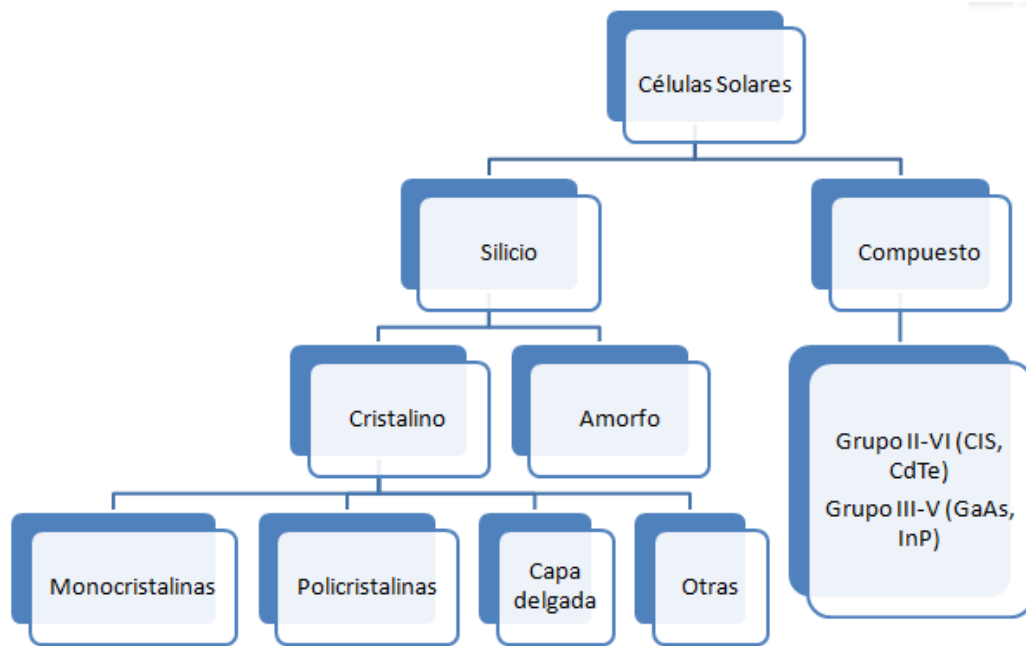 Células Solares
Silicio
Compuesto
Cristalino
Amorfo
Grupo II-VI (CIS,
CdTe)
Grupo III-V (GaAs,
InP)
Monocristalinas
Policristalinas
Capa
delgada
Otras